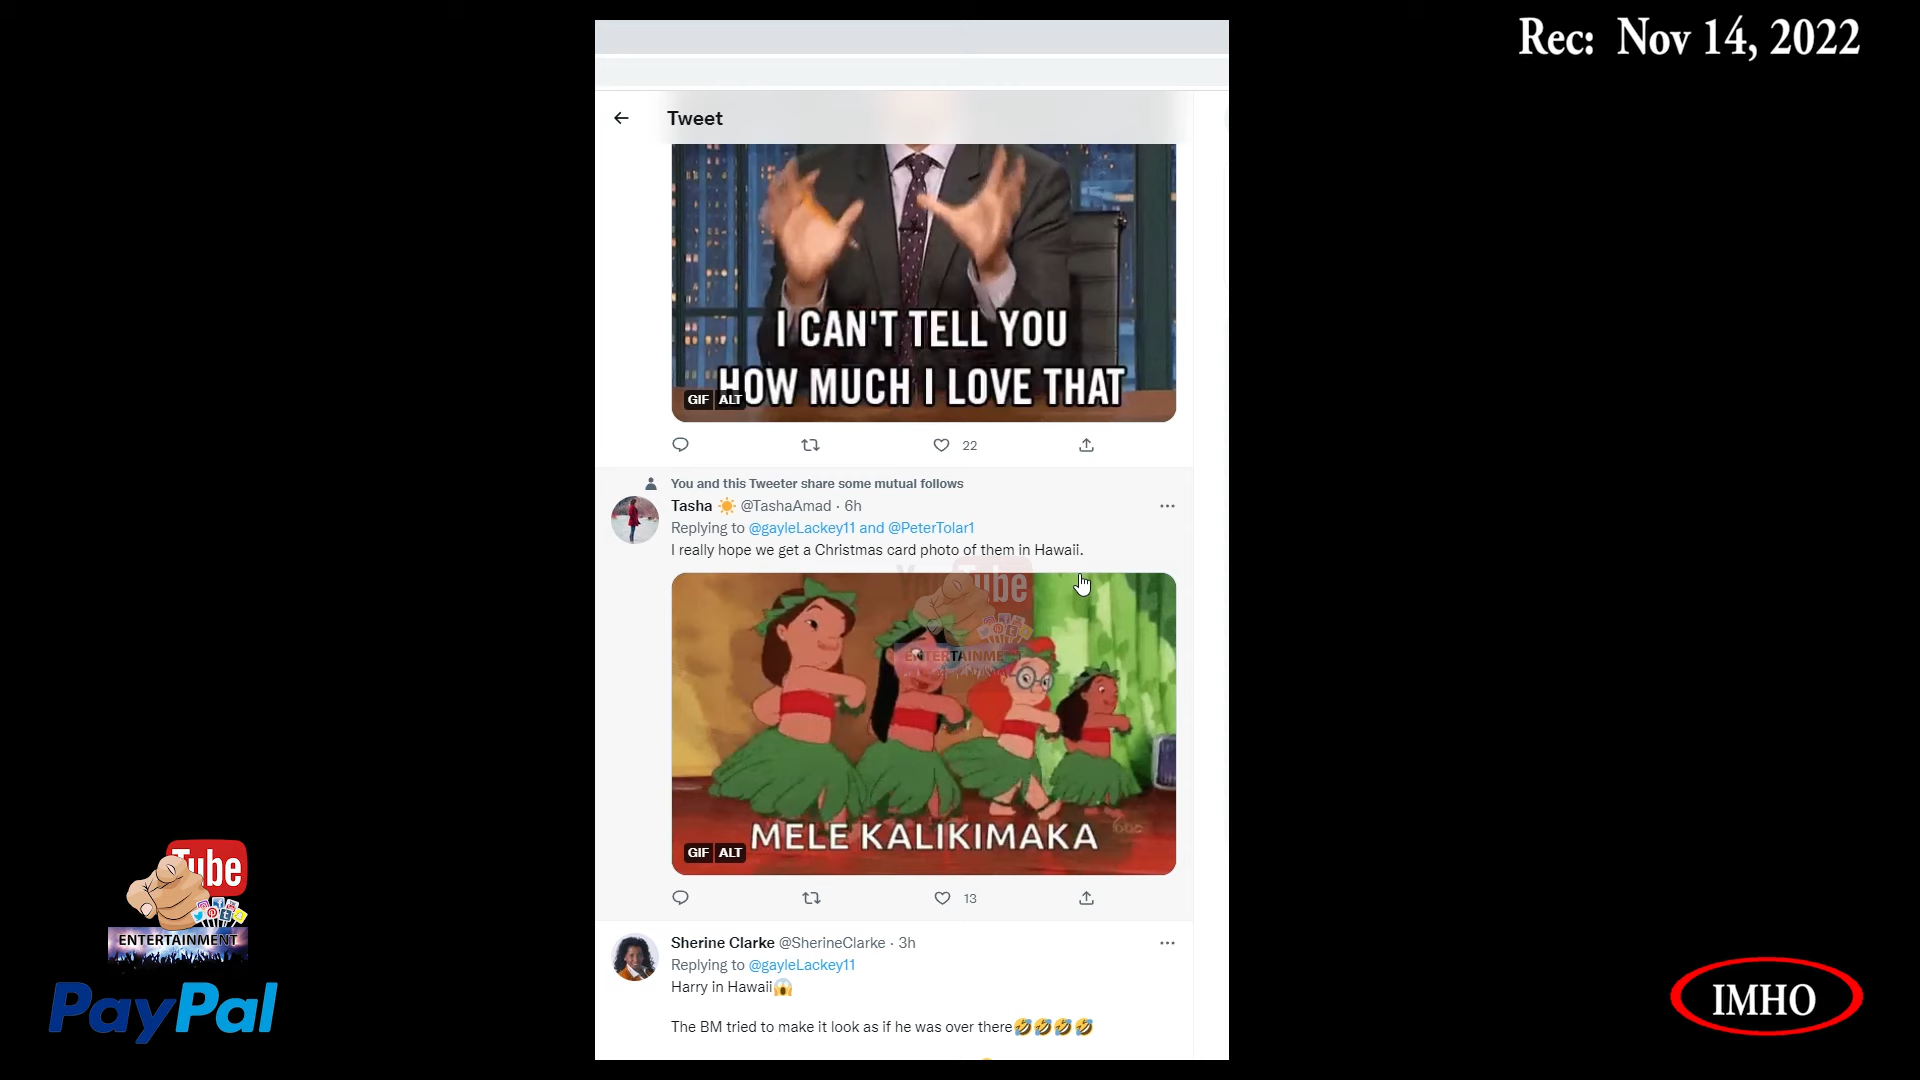 Rec: Nov 14, 2022
Tweet
I CAN'T TELL YOU
HOW MUCH I LOVE THAT
GIF ALT
22
You and this Tweeter share some mutual follows
Tasha ☀️ @TashaAmad · 6h
Replying to @gayleLackey11 and @PeterTolar1
I really hope we get a Christmas card photo of them in Hawaii.
YouTube
ENTERTAINME
MELE KALIKIMAKA
abc
GIF ALT
13
Sherine Clarke @SherineClarke · 3h
Replying to @gayleLackey11
Harry in Hawaii😱
The BM tried to make it look as if he was over there🤣🤣🤣🤣
Tube
ENTERTAINMENT
PayPal
IMHO